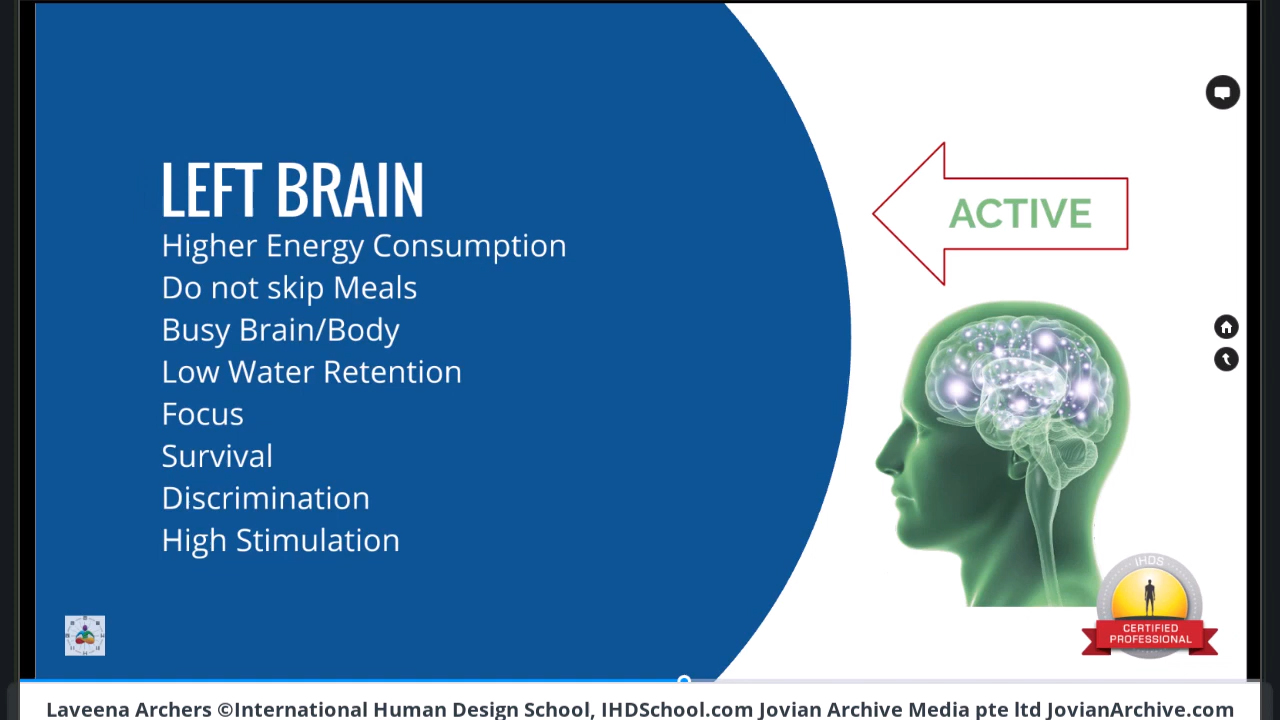 LEFT BRAIN
Higher Energy Consumption
Do not skip Meals
Busy Brain/Body
Low Water Retention
Focus
Survival
Discrimination
High Stimulation
ACTIVE
IHDS
CERTIFIED
PROFESSIONAL
Laveena Archers ©International Human Design School, IHDSchool.com Jovian Archive Media pte ltd JovianArchive.com